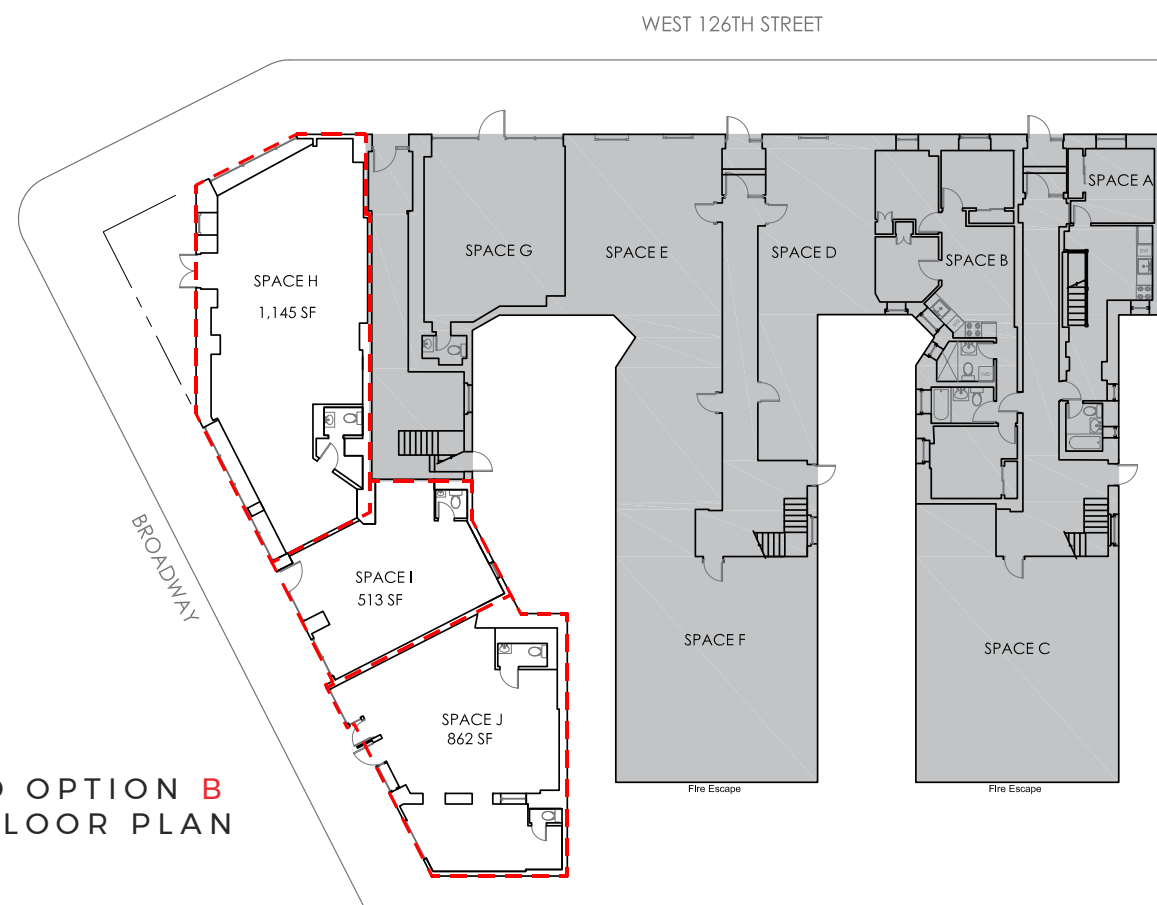 WEST 126TH STREET
SPACE A
SPACE G
SPACE E
SPACE D
SPACE B
SPACE H
1,145 SF
W/D
BROADWAY
SPACE I
513 SF
SPACE F
SPACE C
SPACE J
862 SF
OPTION B
LOOR PLAN
FIre Escape
FIre Escape